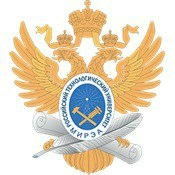 РОССИЙСКИЙ ТЕХНОЛОГИЧЕСКИЙ УНИВЕРСИТЕТ
МИРЭА